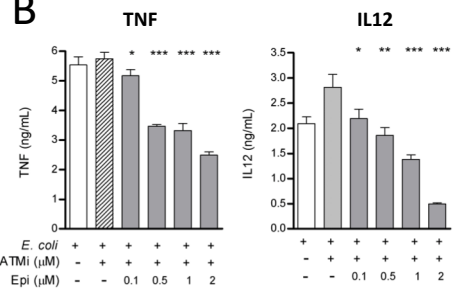 B
TNF IL12
* *** *** *** * ** *** ***
TNF (ng/mL)
6
5
4
3
2
1
0
IL12 (ng/mL)
3.5
3.0
2.5
2.0
1.5
1.0
0.5
0.0
E. coli + + + + + + + + + + + +
ATMi (μM) - + + + + + - - + + + +
Epi (μM) - - 0.1 0.5 1 2 - - 0.1 0.5 1 2